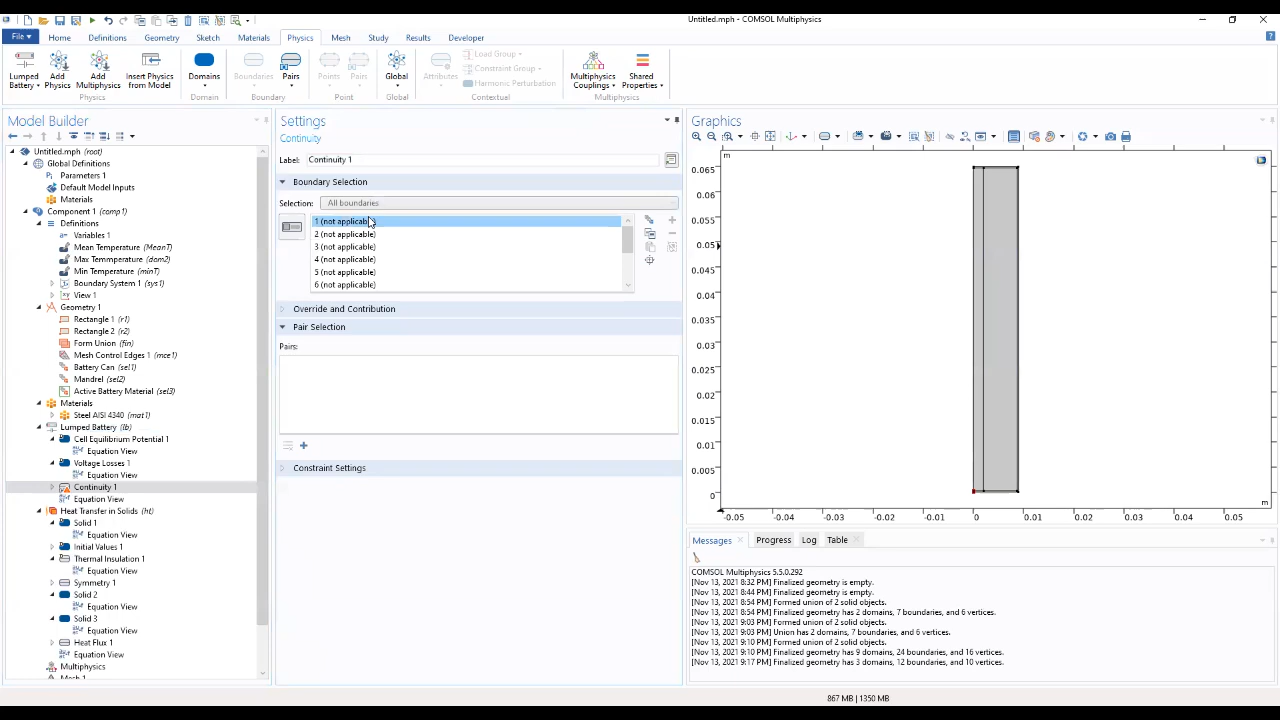 Untitled.mph - COMSOL Multiphysics
File
Home
Definitions
Geometry
Sketch
Materials
Physics
Mesh
Study
Results
Developer
Lumped Battery
Add Physics
Add Multiphysics
Insert Physics from Model
Domains
Boundaries
Pairs
Points
Pairs
Global
Attributes
Load Group
Constraint Group
Harmonic Perturbation
Multiphysics Couplings
Shared Properties
Physics
Domain
Boundary
Point
Global
Contextual
Multiphysics
Model Builder
Untitled.mph (root)
Global Definitions
Parameters 1
Default Model Inputs
Materials
Component 1 (comp1)
Definitions
Variables 1
Mean Temperature (MeanT)
Max Temmperature (dom2)
Min Temperature (minT)
Boundary System 1 (sys1)
View 1
Geometry 1
Rectangle 1 (r1)
Rectangle 2 (r2)
Form Union (fin)
Mesh Control Edges 1 (mce1)
Battery Can (sel1)
Mandrel (sel2)
Active Battery Material (sel3)
Materials
Steel AISI 4340 (mat1)
Lumped Battery (lb)
Cell Equilibrium Potential 1
Equation View
Voltage Losses 1
Equation View
Continuity 1
Equation View
Heat Transfer in Solids (ht)
Solid 1
Equation View
Initial Values 1
Thermal Insulation 1
Equation View
Symmetry 1
Solid 2
Equation View
Solid 3
Equation View
Heat Flux 1
Equation View
Multiphysics
Mesh 1
Settings
Continuity
Label: Continuity 1
Boundary Selection
Selection: All boundaries
1 (not applicable)
2 (not applicable)
3 (not applicable)
4 (not applicable)
5 (not applicable)
6 (not applicable)
Override and Contribution
Pair Selection
Pairs:
Constraint Settings
Graphics
m
0.065
0.06
0.055
0.05
0.045
0.04
0.035
0.03
0.025
0.02
0.015
0.01
0.005
0
m
-0.05 -0.04 -0.03 -0.02 -0.01 0 0.01 0.02 0.03 0.04 0.05
Messages
Progress
Log
Table
COMSOL Multiphysics 5.5.0.292
[Nov 13, 2021 8:32 PM] Finalized geometry is empty.
[Nov 13, 2021 8:44 PM] Finalized geometry is empty.
[Nov 13, 2021 8:54 PM] Formed union of 2 solid objects.
[Nov 13, 2021 8:54 PM] Finalized geometry has 2 domains, 7 boundaries, and 6 vertices.
[Nov 13, 2021 9:03 PM] Formed union of 2 solid objects.
[Nov 13, 2021 9:03 PM] Union has 2 domains, 7 boundaries, and 6 vertices.
[Nov 13, 2021 9:10 PM] Formed union of 2 solid objects.
[Nov 13, 2021 9:10 PM] Finalized geometry has 9 domains, 24 boundaries, and 16 vertices.
[Nov 13, 2021 9:17 PM] Finalized geometry has 3 domains, 12 boundaries, and 10 vertices.
867 MB | 1350 MB